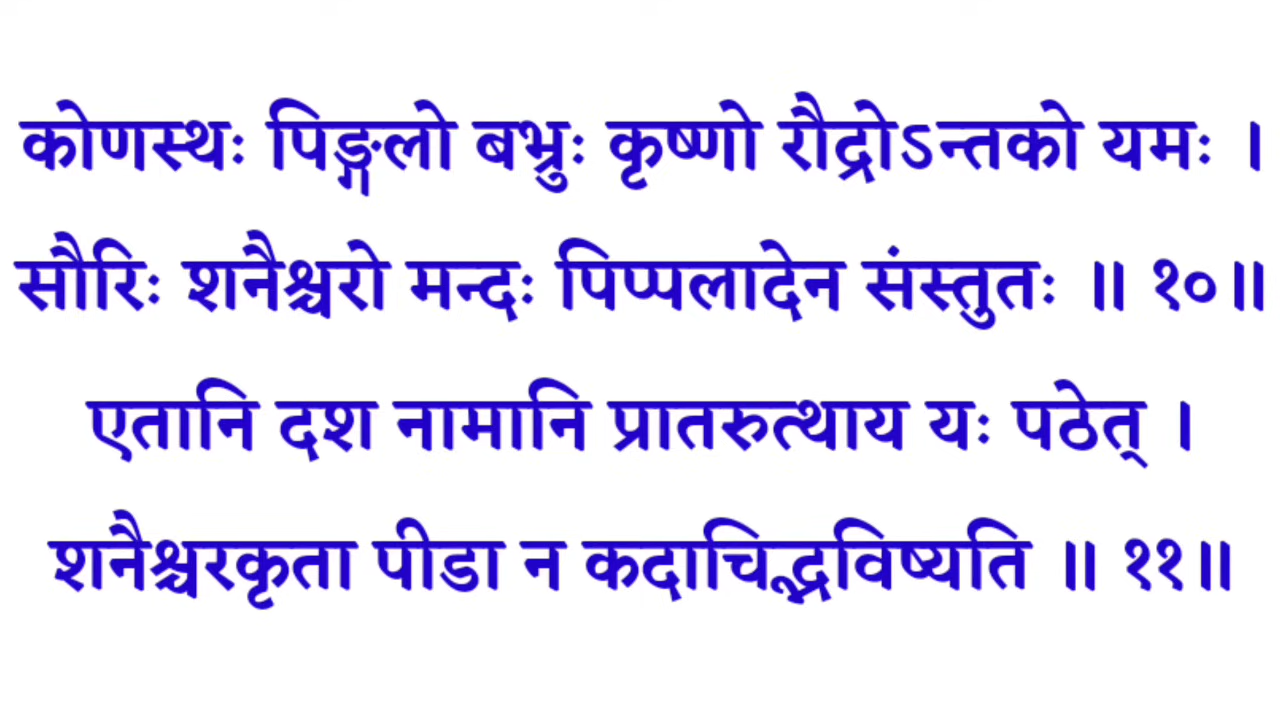 कोणस्थः पिङ्गलो बभ्रुः कृष्णो रौद्रोऽन्तको यमः ।
सौरिः शनैश्चरो मन्दः पिप्पलादेन संस्तुतः ॥ १०॥
एतानि दश नामानि प्रातरुत्थाय यः पठेत् ।
शनैश्चरकृता पीडा न कदाचिद्भविष्यति ॥ ११॥